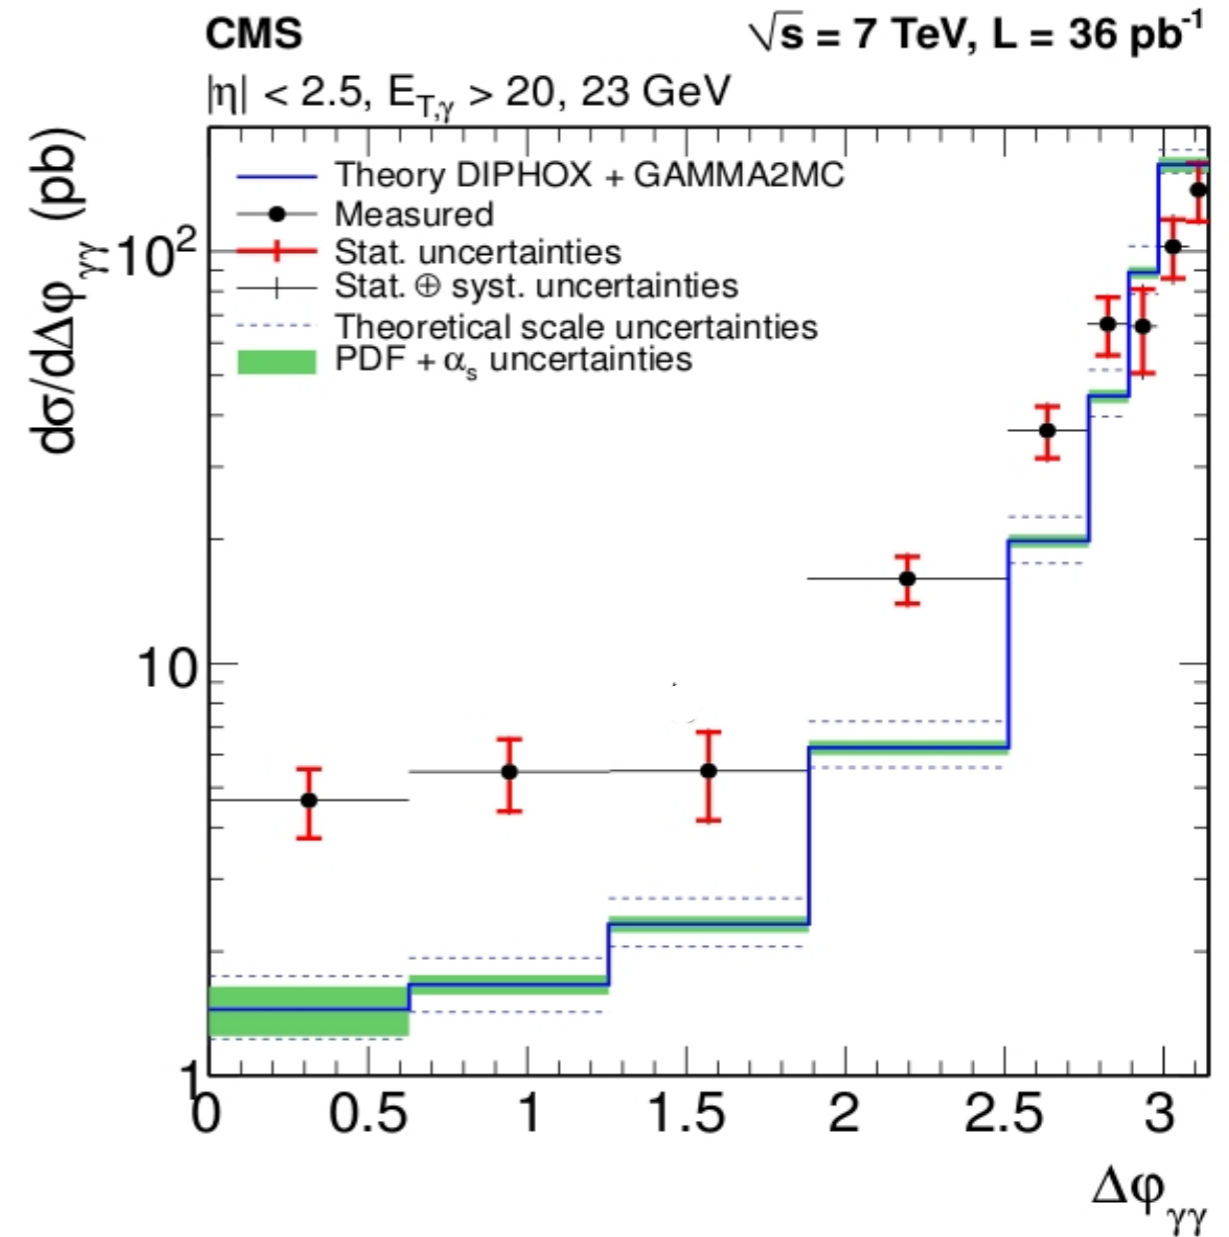 CMS √s = 7 TeV, L = 36 pb⁻¹
|η| < 2.5, E_T,γ > 20, 23 GeV
dσ/dΔφ_γγ (pb)
Theory DIPHOX + GAMMA2MC
Measured
Stat. uncertainties
Stat. ⊕ syst. uncertainties
Theoretical scale uncertainties
PDF + α_s uncertainties
10²
10
1
0 0.5 1 1.5 2 2.5 3
Δφ_γγ